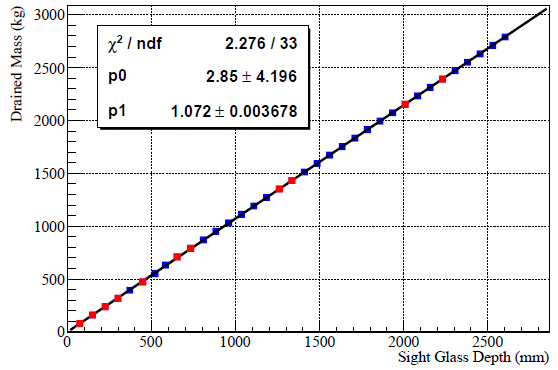 Drained Mass (kg)
3000
2500
2000
1500
1000
500
0
χ² / ndf 2.276 / 33
p0 2.85 ± 4.196
p1 1.072 ± 0.003678
0 500 1000 1500 2000 2500
Sight Glass Depth (mm)